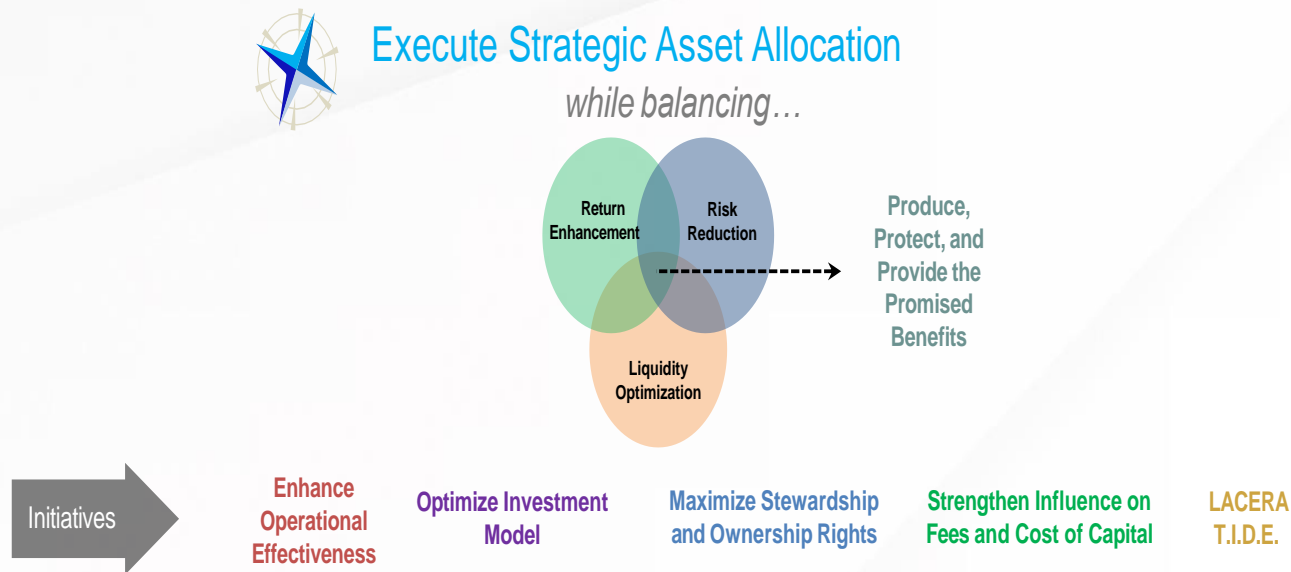 Execute Strategic Asset Allocation
while balancing…
Return
Enhancement
Risk
Reduction
Liquidity
Optimization
Produce,
Protect, and
Provide the
Promised
Benefits
Initiatives
Enhance
Operational
Effectiveness
Optimize Investment
Model
Maximize Stewardship
and Ownership Rights
Strengthen Influence on
Fees and Cost of Capital
LACERA
T.I.D.E.